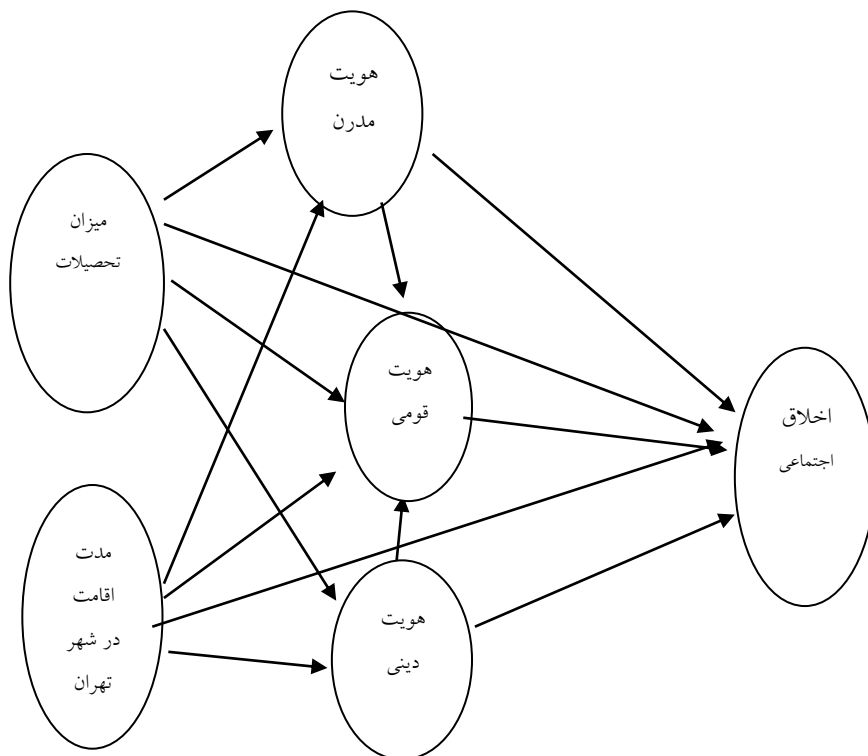 هویت
مدرن
میزان
تحصیلات
هویت
قومی
اخلاق
اجتماعی
مدت
اقامت
در شهر
تهران
هویت
دینی